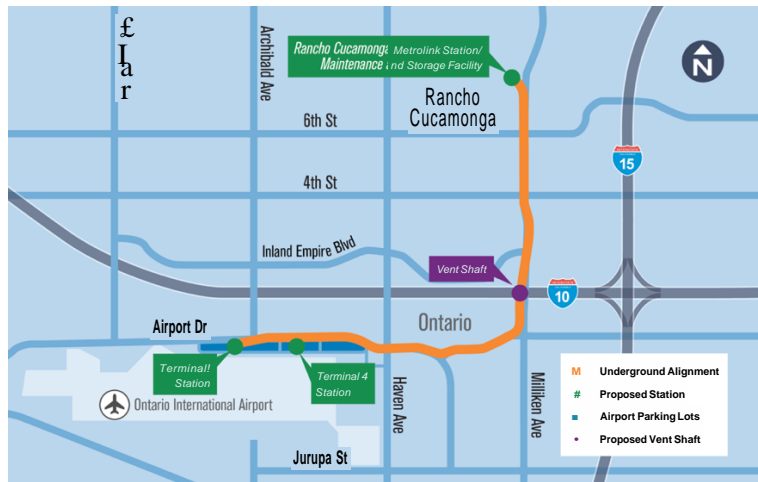 £
I
a
r
Archibald Ave
Rancho Cucamonga Metrolink Station/
Maintenance nd Storage Facility
N
Rancho
Cucamonga
6th St
15
4th St
Inland Empire Blvd
Vent Shaft
10
Ontario
Airport Dr
Terminal!
Station
Terminal 4
Station
Ontario International Airport
Haven Ave
Milliken Ave
Jurupa St
M Underground Alignment
# Proposed Station
Airport Parking Lots
Proposed Vent Shaft